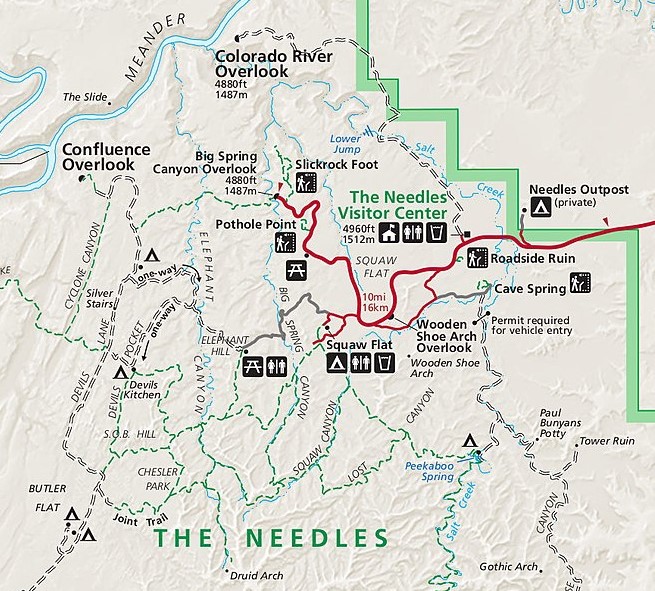 MEANDER
Colorado River
Overlook
4880ft
1487m
The Slide
Confluence
Overlook
Lower
Jump
Salt
Creek
Big Spring
Canyon Overlook
4880ft
1487m
Slickrock Foot
The Needles
Visitor Center
4960ft
1512m
Needles Outpost
(private)
Pothole Point
ELEPHANT
CANYON
CYCLONE CANYON
SQUAW
FLAT
Roadside Ruin
one-way
KE
Silver
Stairs
BIG
SPRING
CANYON
10mi
16km
Cave Spring
one-way
LANE
DEVILS
POCKET
DEVILS
ELEPHANT
HILL
Squaw Flat
Wooden
Shoe Arch
Overlook
Permit required
for vehicle entry
Wooden Shoe
Arch
Devils
Kitchen
SQUAW CANYON
LOST
CANYON
S.O.B. HILL
Paul
Bunyans
Potty
Tower Ruin
CHESLER
PARK
Peekaboo
Spring
BUTLER
FLAT
Joint Trail
Salt Creek
CANYON
THE NEEDLES
Druid Arch
Gothic Arch
SE